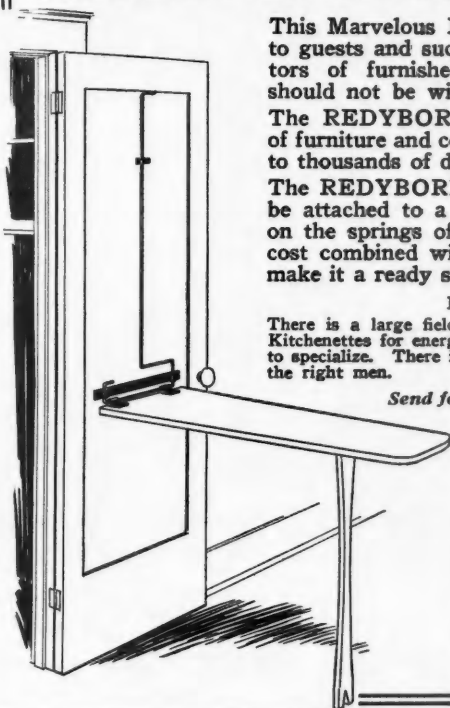 This Marvelous
to guests and suc
tors of furnishe
should not be wi
The REDYBOR
of furniture and co
to thousands of d
The REDYBOR
be attached to a
on the springs of
cost combined wi
make it a ready s
There is a large fiel
Kitchenettes for energ
to specialize. There i
the right men.
Send fo